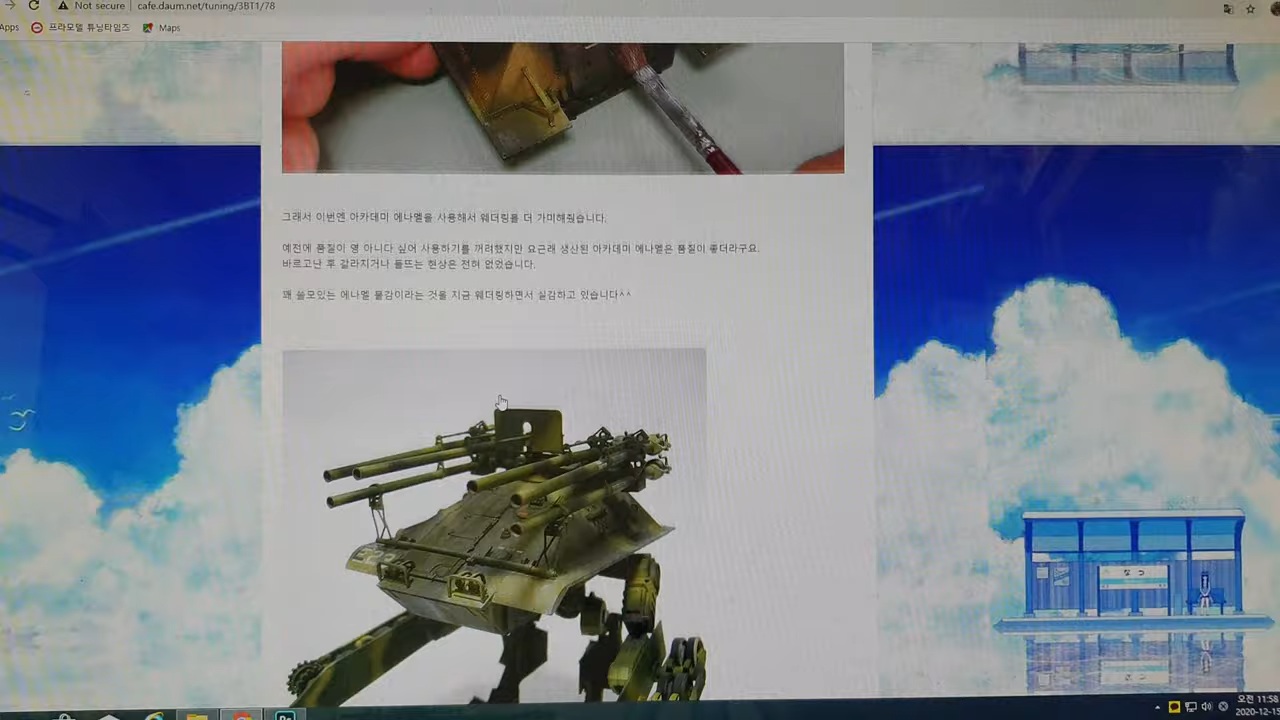 Not secure
cafe.daum.net/tuning/3BT1/78
Apps
프라모델 튜닝타임즈
Maps
그래서 이번엔 아카데미 에나멜을 사용해서 웨더링을 더 가미해줬습니다.
예전에 품질이 영 아니다 싶어 사용하기를 꺼려했지만 요근래 생산된 아카데미 에나멜은 품질이 좋더라구요.
바르고난 후 갈라지거나 들뜨는 현상은 전혀 없었습니다.
꽤 쓸모있는 에나멜 물감이라는 것을 지금 웨더링하면서 실감하고 있습니다^^
なつ
오전 11:58
2020-12-15